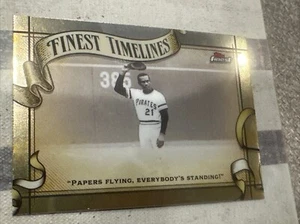 FINEST TIMELINES
finest
385
PIRATES
21
"PAPERS FLYING, EVERYBODY'S STANDING!"